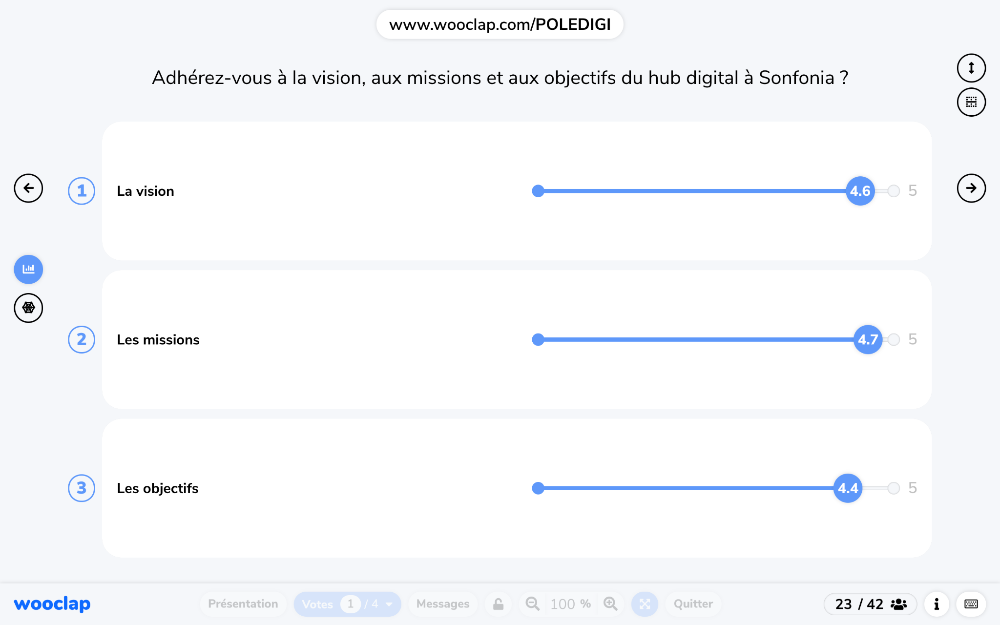 www.wooclap.com/POLEDIGI
Adhérez-vous à la vision, aux missions et aux objectifs du hub digital à Sonfonia ?
1 La vision 4.6 5
2 Les missions 4.7 5
3 Les objectifs 4.4 5
wooclap Présentation Votes 1 / 4 Messages 100 % Quitter 23 / 42